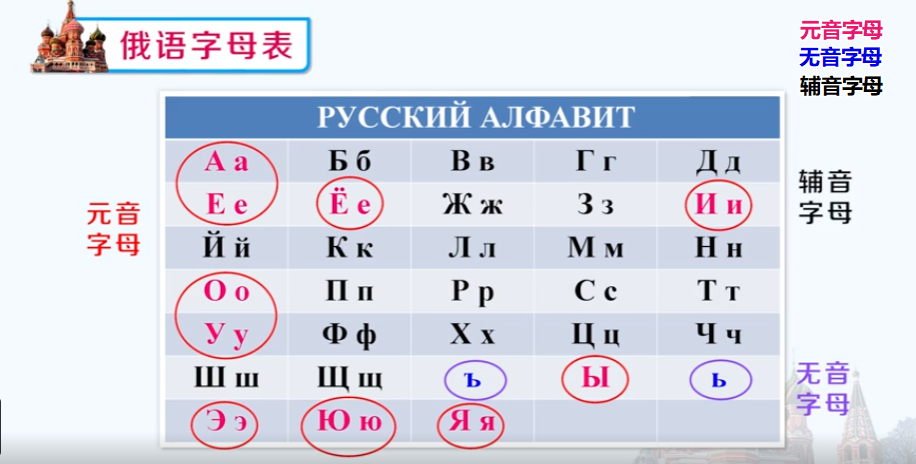 俄语字母表
元音字母
无音字母
辅音字母
РУССКИЙ АЛФАВИТ
А а Б б В в Г г Д д
Е е Ё е Ж ж З з И и
Й й К к Л л М м Н н
О о П п Р р С с Т т
У у Ф ф Х х Ц ц Ч ч
Ш ш Щ щ ъ Ы ь
Э э Ю ю Я я
元音
字母
辅音
字母
无音
字母